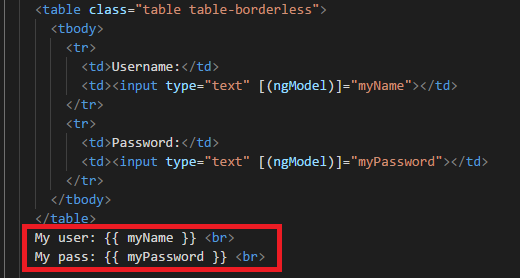 <table class="table table-borderless">
<tbody>
<tr>
<td>Username:</td>
<td><input type="text" [(ngModel)]="myName"></td>
</tr>
<tr>
<td>Password:</td>
<td><input type="text" [(ngModel)]="myPassword"></td>
</tr>
</tbody>
</table>
My user: {{ myName }} <br>
My pass: {{ myPassword }} <br>